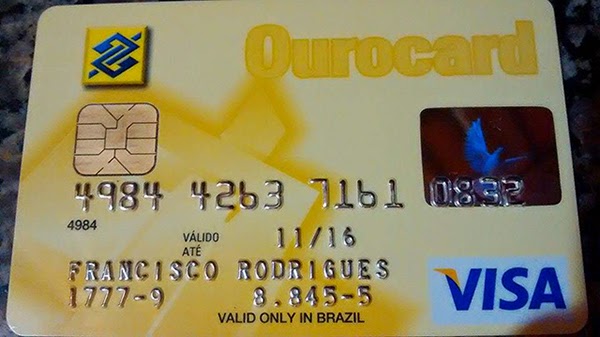 Ourocard
4984 4263 7161 0832
4984
VÁLIDO ATÉ 11/16
FRANCISCO RODRIGUES
1777-9 8.845-5
VALID ONLY IN BRAZIL
VISA